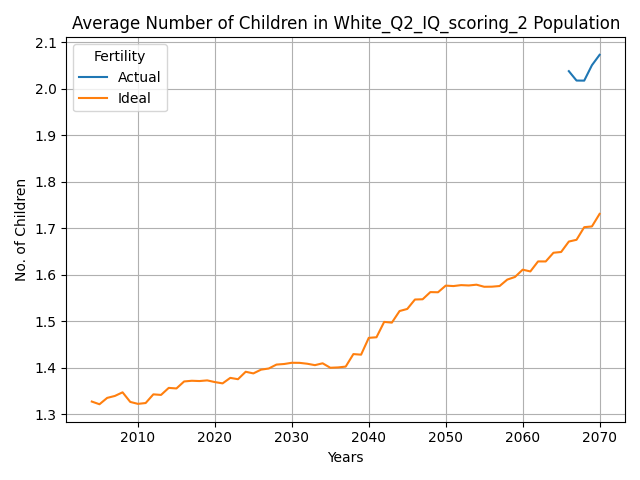 Average Number of Children in White_Q2_IQ_scoring_2 Population
Fertility
Actual
Ideal
No. of Children
2.1
2.0
1.9
1.8
1.7
1.6
1.5
1.4
1.3
2010 2020 2030 2040 2050 2060 2070
Years